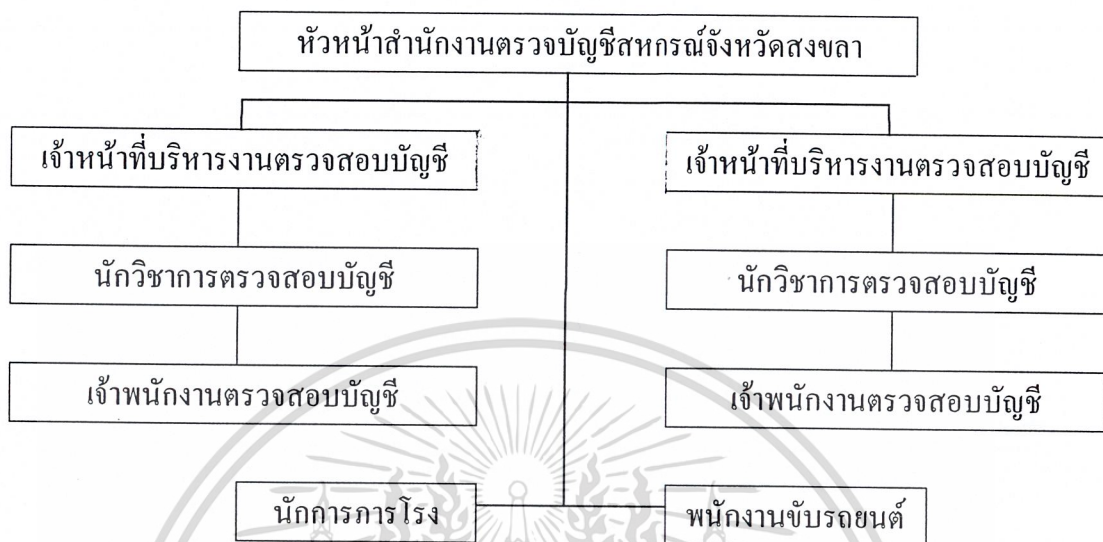 หัวหน้าสำนักงานตรวจบัญชีสหกรณ์จังหวัดสงขลา
เจ้าหน้าที่บริหารงานตรวจสอบบัญชี
เจ้าหน้าที่บริหารงานตรวจสอบบัญชี
นักวิชาการตรวจสอบบัญชี
นักวิชาการตรวจสอบบัญชี
เจ้าพนักงานตรวจสอบบัญชี
เจ้าพนักงานตรวจสอบบัญชี
นักการภารโรง
พนักงานขับรถยนต์